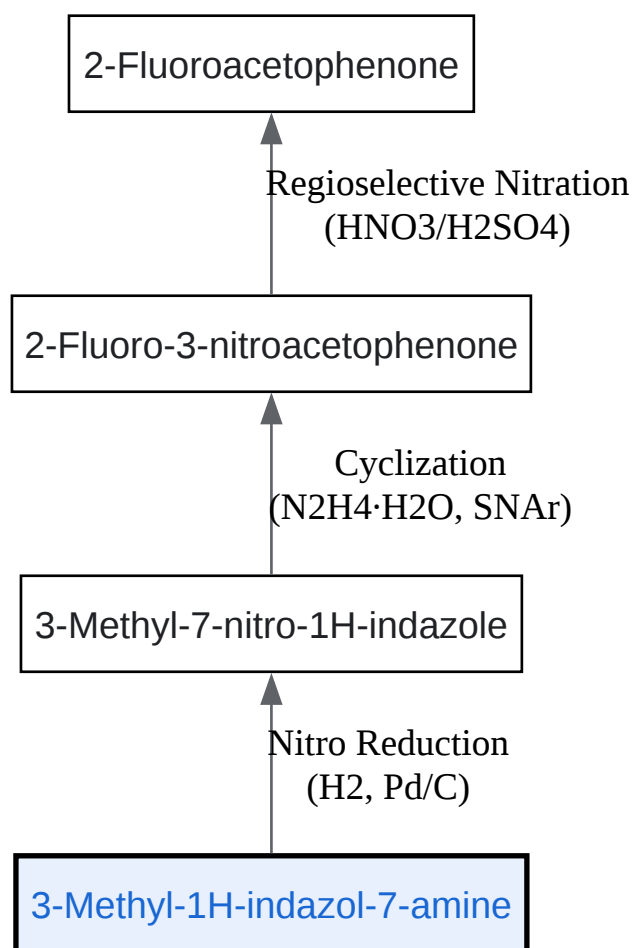 2-Fluoroacetophenone
Regioselective Nitration
(HNO3/H2SO4)
2-Fluoro-3-nitroacetophenone
Cyclization
(N2H4·H2O, SNAr)
3-Methyl-7-nitro-1H-indazole
Nitro Reduction
(H2, Pd/C)
3-Methyl-1H-indazol-7-amine